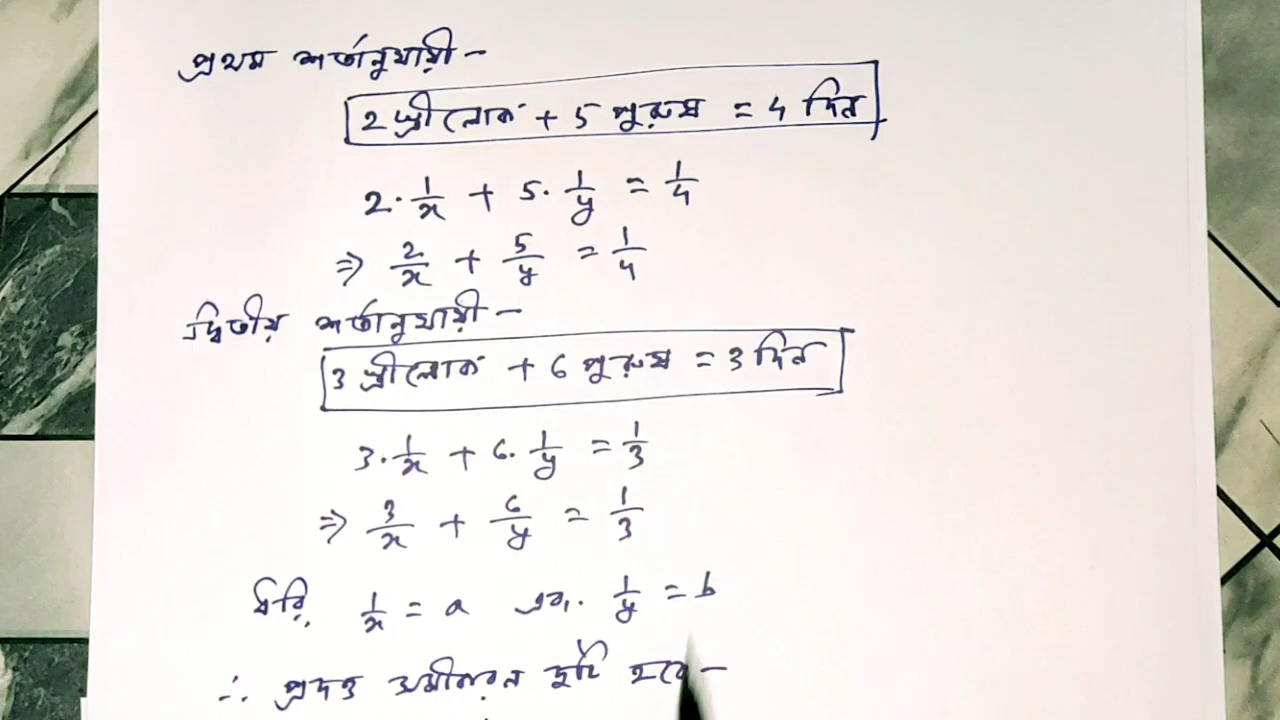 প্রথম শর্তানুযায়ী -
2 স্ত্রীলোক + 5 পুরুষ = 4 দিন
2·1/x + 5·1/y = 1/4
⇒ 2/x + 5/y = 1/4
দ্বিতীয় শর্তানুযায়ী -
3 স্ত্রীলোক + 6 পুরুষ = 3 দিন
3·1/x + 6·1/y = 1/3
⇒ 3/x + 6/y = 1/3
ধরি, 1/x = a এবং 1/y = b
∴ প্রদত্ত সমীকরন দুটি হবে -